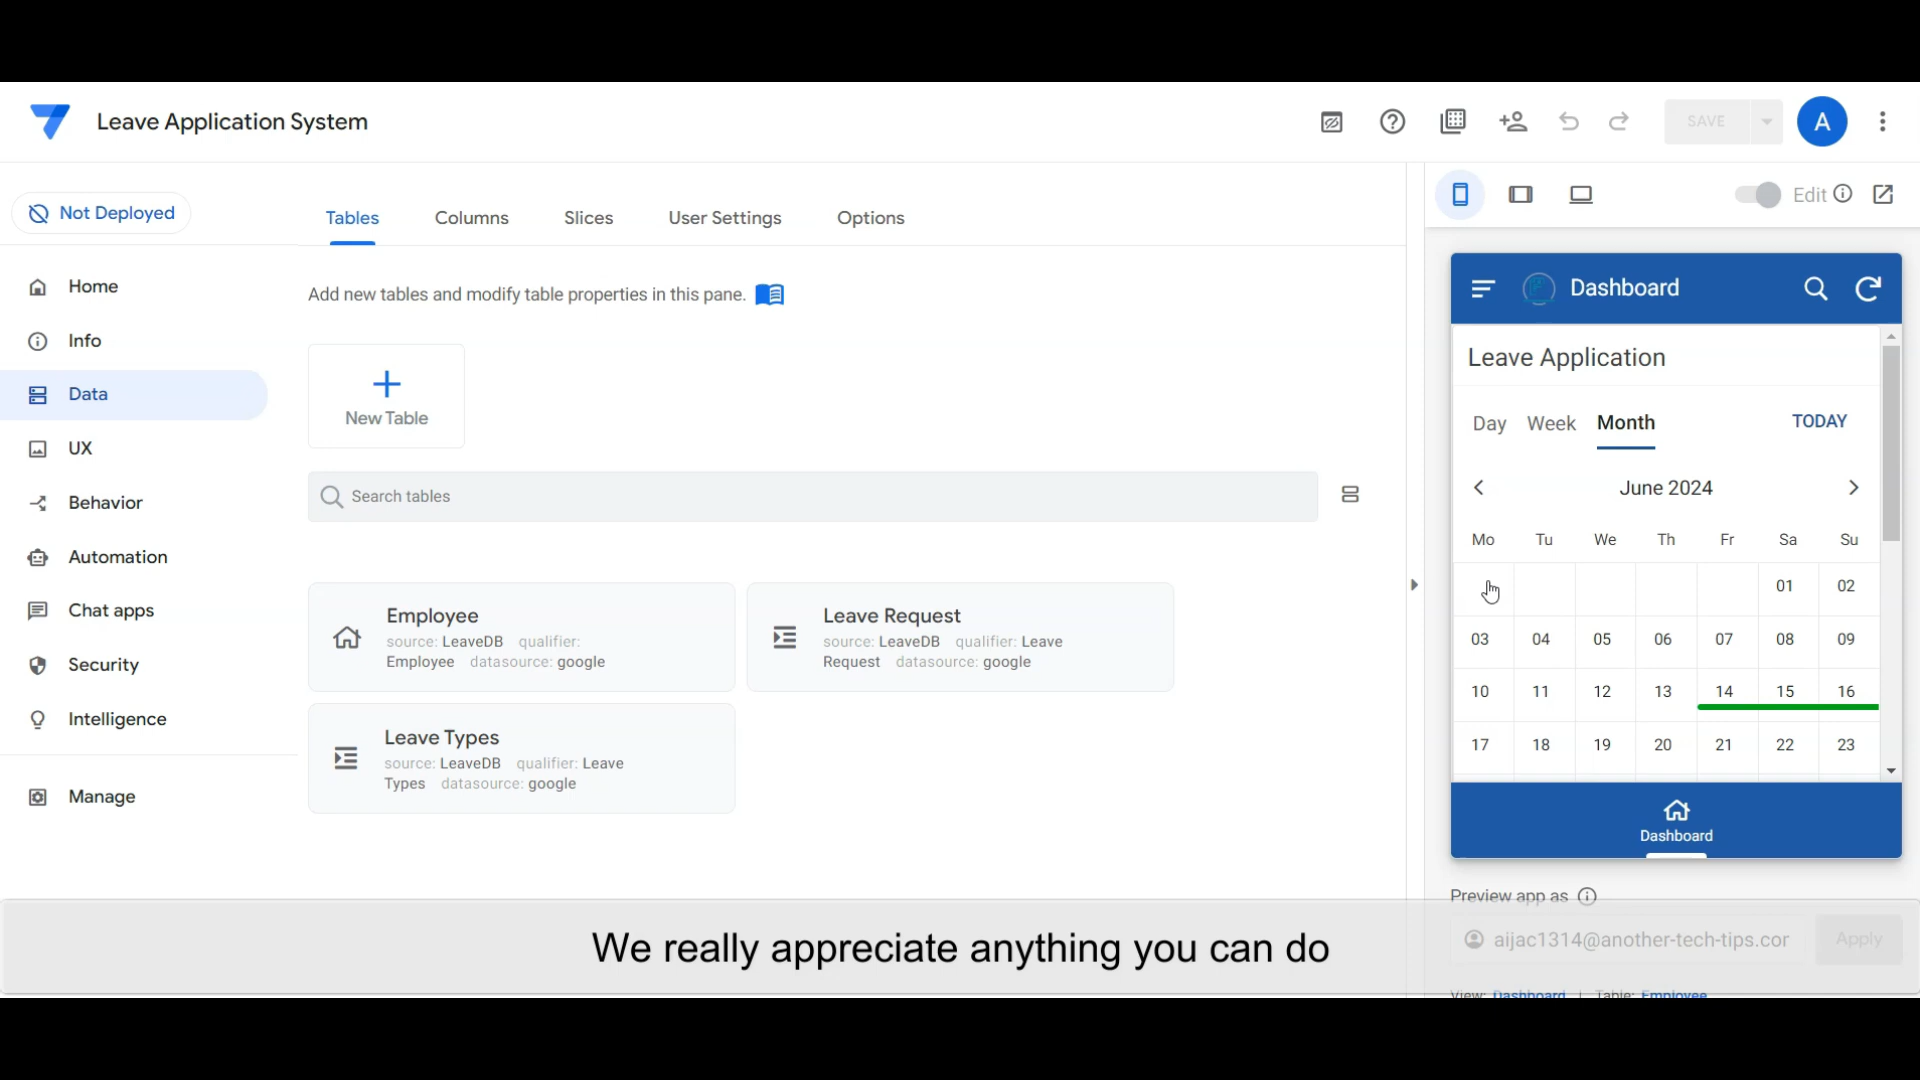 Leave Application System
SAVE
A
Not Deployed
Tables
Columns
Slices
User Settings
Options
Edit
Home
Info
Data
UX
Behavior
Automation
Chat apps
Security
Intelligence
Manage
Add new tables and modify table properties in this pane.
New Table
Search tables
Employee
source: LeaveDB qualifier:
Employee datasource: google
Leave Request
source: LeaveDB qualifier: Leave
Request datasource: google
Leave Types
source: LeaveDB qualifier: Leave
Types datasource: google
Dashboard
Leave Application
Day Week Month TODAY
June 2024
Mo Tu We Th Fr Sa Su
01 02
03 04 05 06 07 08 09
10 11 12 13 14 15 16
17 18 19 20 21 22 23
Dashboard
Preview app as
aijac1314@another-tech-tips.cor
Apply
View: Dashboard | Table: Employee
We really appreciate anything you can do